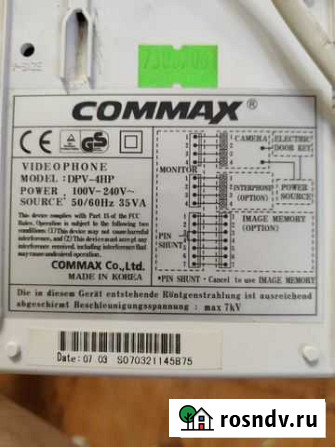 COMMAX®
CE
GS
VIDEOPHONE
MODEL : DPV-4HP
POWER : 100V~240V~
SOURCE : 50/60Hz 35VA
This device complies with Part 15 of the FCC
Rules. Operation is subject to the following two
conditions: (1)This device may not cause harmful
interference, and (2)This device must accept any
interference received, including interference that
may cause undesired operation.
COMMAX Co.,Ltd.
MADE IN KOREA
MONITOR
CAMERA
ELECTRIC
DOOR KEY
INTERPHONE
(OPTION)
POWER
SOURCE
PIN
SHUNT
IMAGE MEMORY
(OPTION)
*PIN SHUNT - Cancel to use IMAGE MEMORY
Die in diesem Gerät entstehende Röntgenstrahlung ist ausreichend
abgeschirmt Beschleunigungsspannung : max 7kV
Date: 07 03 S070321145B75
rosndv.ru